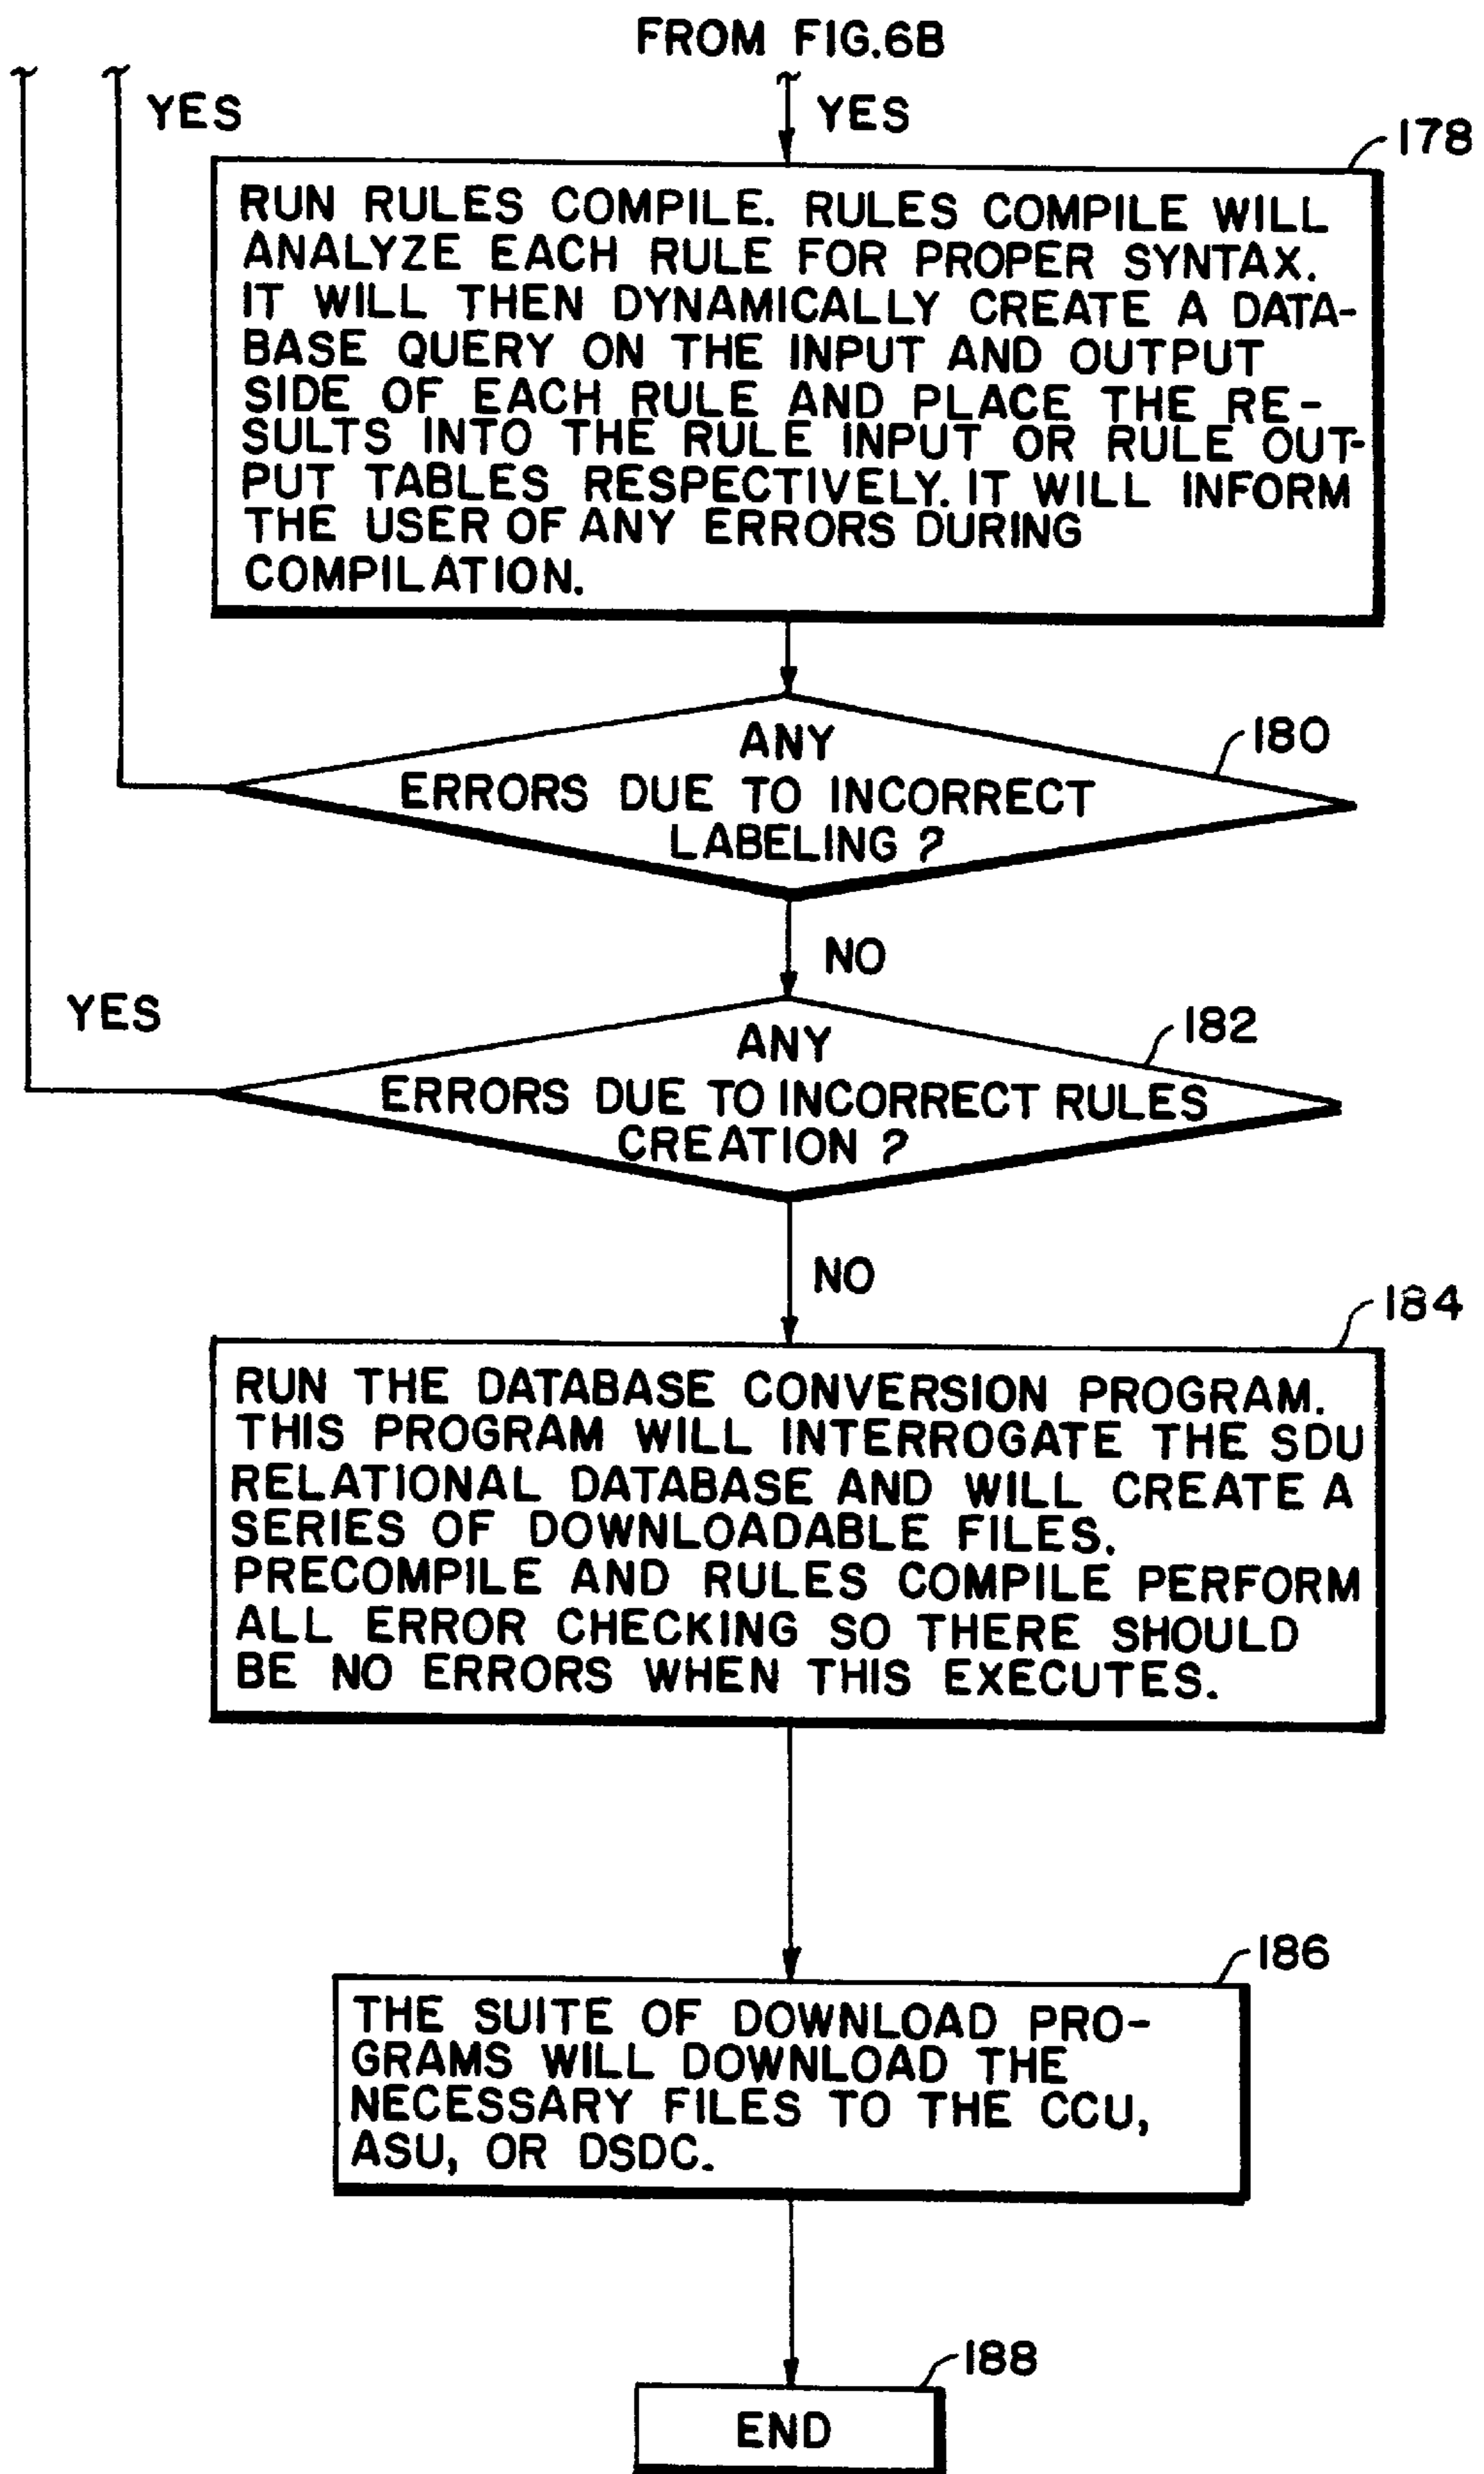 FROM FIG.6B
YES
YES
178
RUN RULES COMPILE. RULES COMPILE WILL
ANALYZE EACH RULE FOR PROPER SYNTAX.
IT WILL THEN DYNAMICALLY CREATE A DATA-
BASE QUERY ON THE INPUT AND OUTPUT
SIDE OF EACH RULE AND PLACE THE RE-
SULTS INTO THE RULE INPUT OR RULE OUT-
PUT TABLES RESPECTIVELY. IT WILL INFORM
THE USER OF ANY ERRORS DURING
COMPILATION.
180
ANY
ERRORS DUE TO INCORRECT
LABELING ?
NO
YES
182
ANY
ERRORS DUE TO INCORRECT RULES
CREATION ?
NO
184
RUN THE DATABASE CONVERSION PROGRAM.
THIS PROGRAM WILL INTERROGATE THE SDU
RELATIONAL DATABASE AND WILL CREATE A
SERIES OF DOWNLOADABLE FILES.
PRECOMPILE AND RULES COMPILE PERFORM
ALL ERROR CHECKING SO THERE SHOULD
BE NO ERRORS WHEN THIS EXECUTES.
186
THE SUITE OF DOWNLOAD PRO-
GRAMS WILL DOWNLOAD THE
NECESSARY FILES TO THE CCU,
ASU, OR DSDC.
188
END